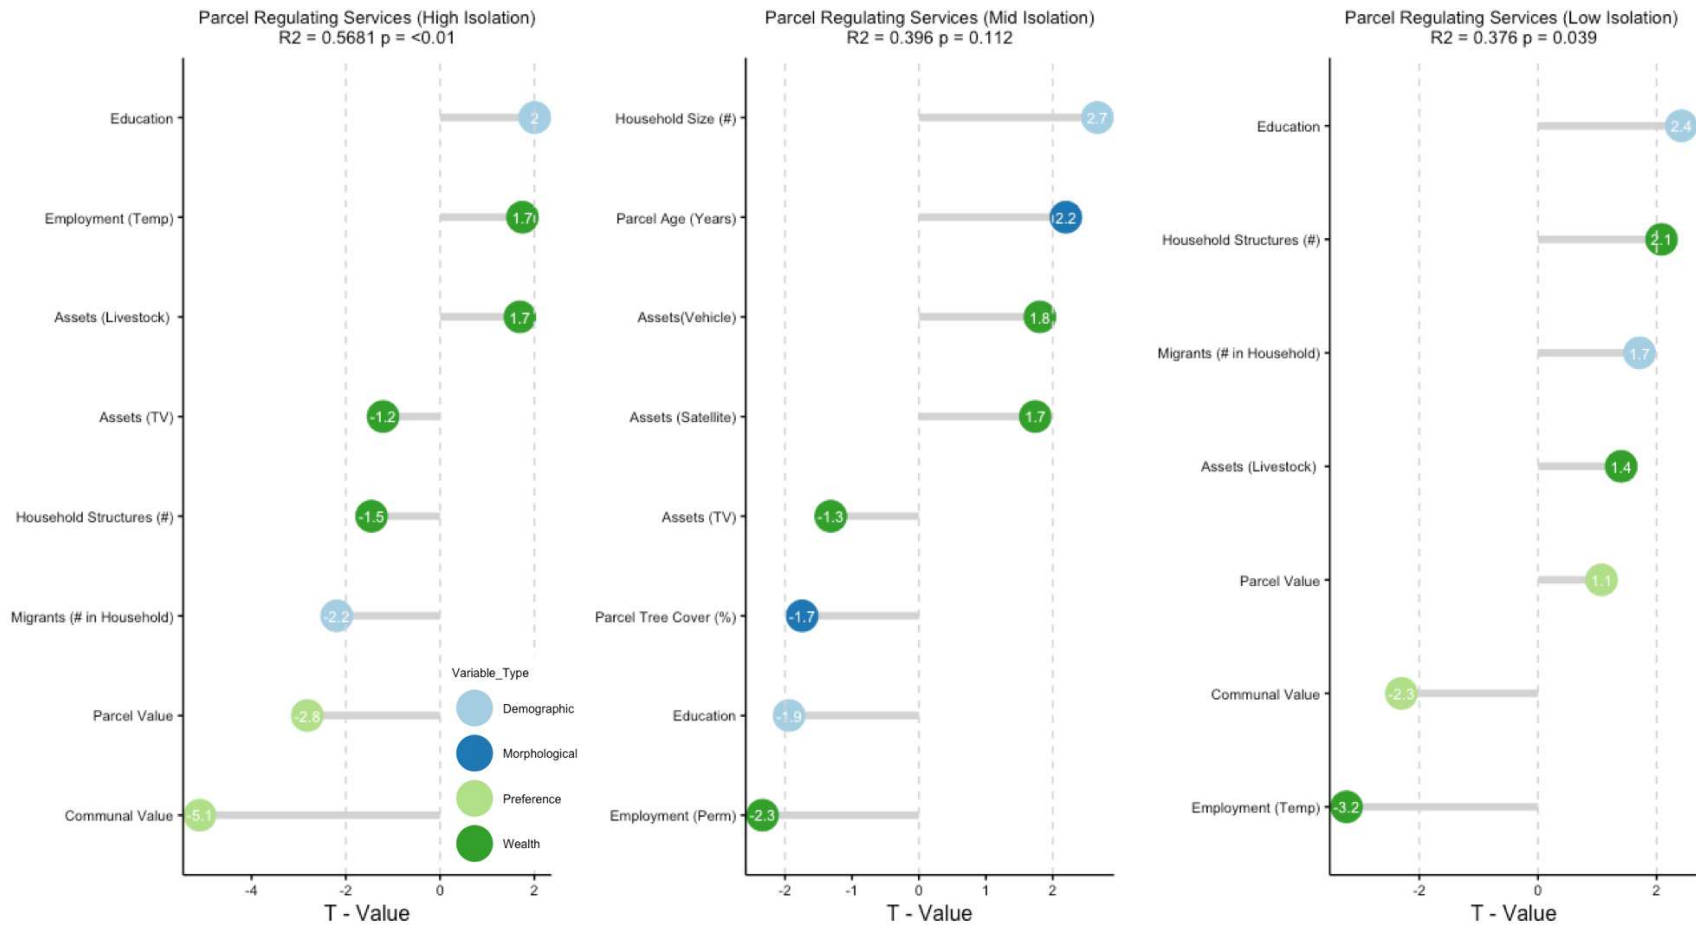 Parcel Regulating Services (High Isolation)
R2 = 0.5681 p = <0.01
Education
2
Employment (Temp)
1.7
Assets (Livestock)
1.7
Assets (TV)
-1.2
Household Structures (#)
-1.5
Migrants (# in Household)
-2.2
Parcel Value
-2.8
Communal Value
-5.1
-4
-2
0
2
T - Value
Variable_Type
Demographic
Morphological
Preference
Wealth
Parcel Regulating Services (Mid Isolation)
R2 = 0.396 p = 0.112
Household Size (#)
2.7
Parcel Age (Years)
2.2
Assets(Vehicle)
1.8
Assets (Satellite)
1.7
Assets (TV)
-1.3
Parcel Tree Cover (%)
-1.7
Education
-1.9
Employment (Perm)
-2.3
-2
-1
0
1
2
T - Value
Parcel Regulating Services (Low Isolation)
R2 = 0.376 p = 0.039
Education
2.4
Household Structures (#)
2.1
Migrants (# in Household)
1.7
Assets (Livestock)
1.4
Parcel Value
1.1
Communal Value
-2.3
Employment (Temp)
-3.2
-2
0
2
T - Value